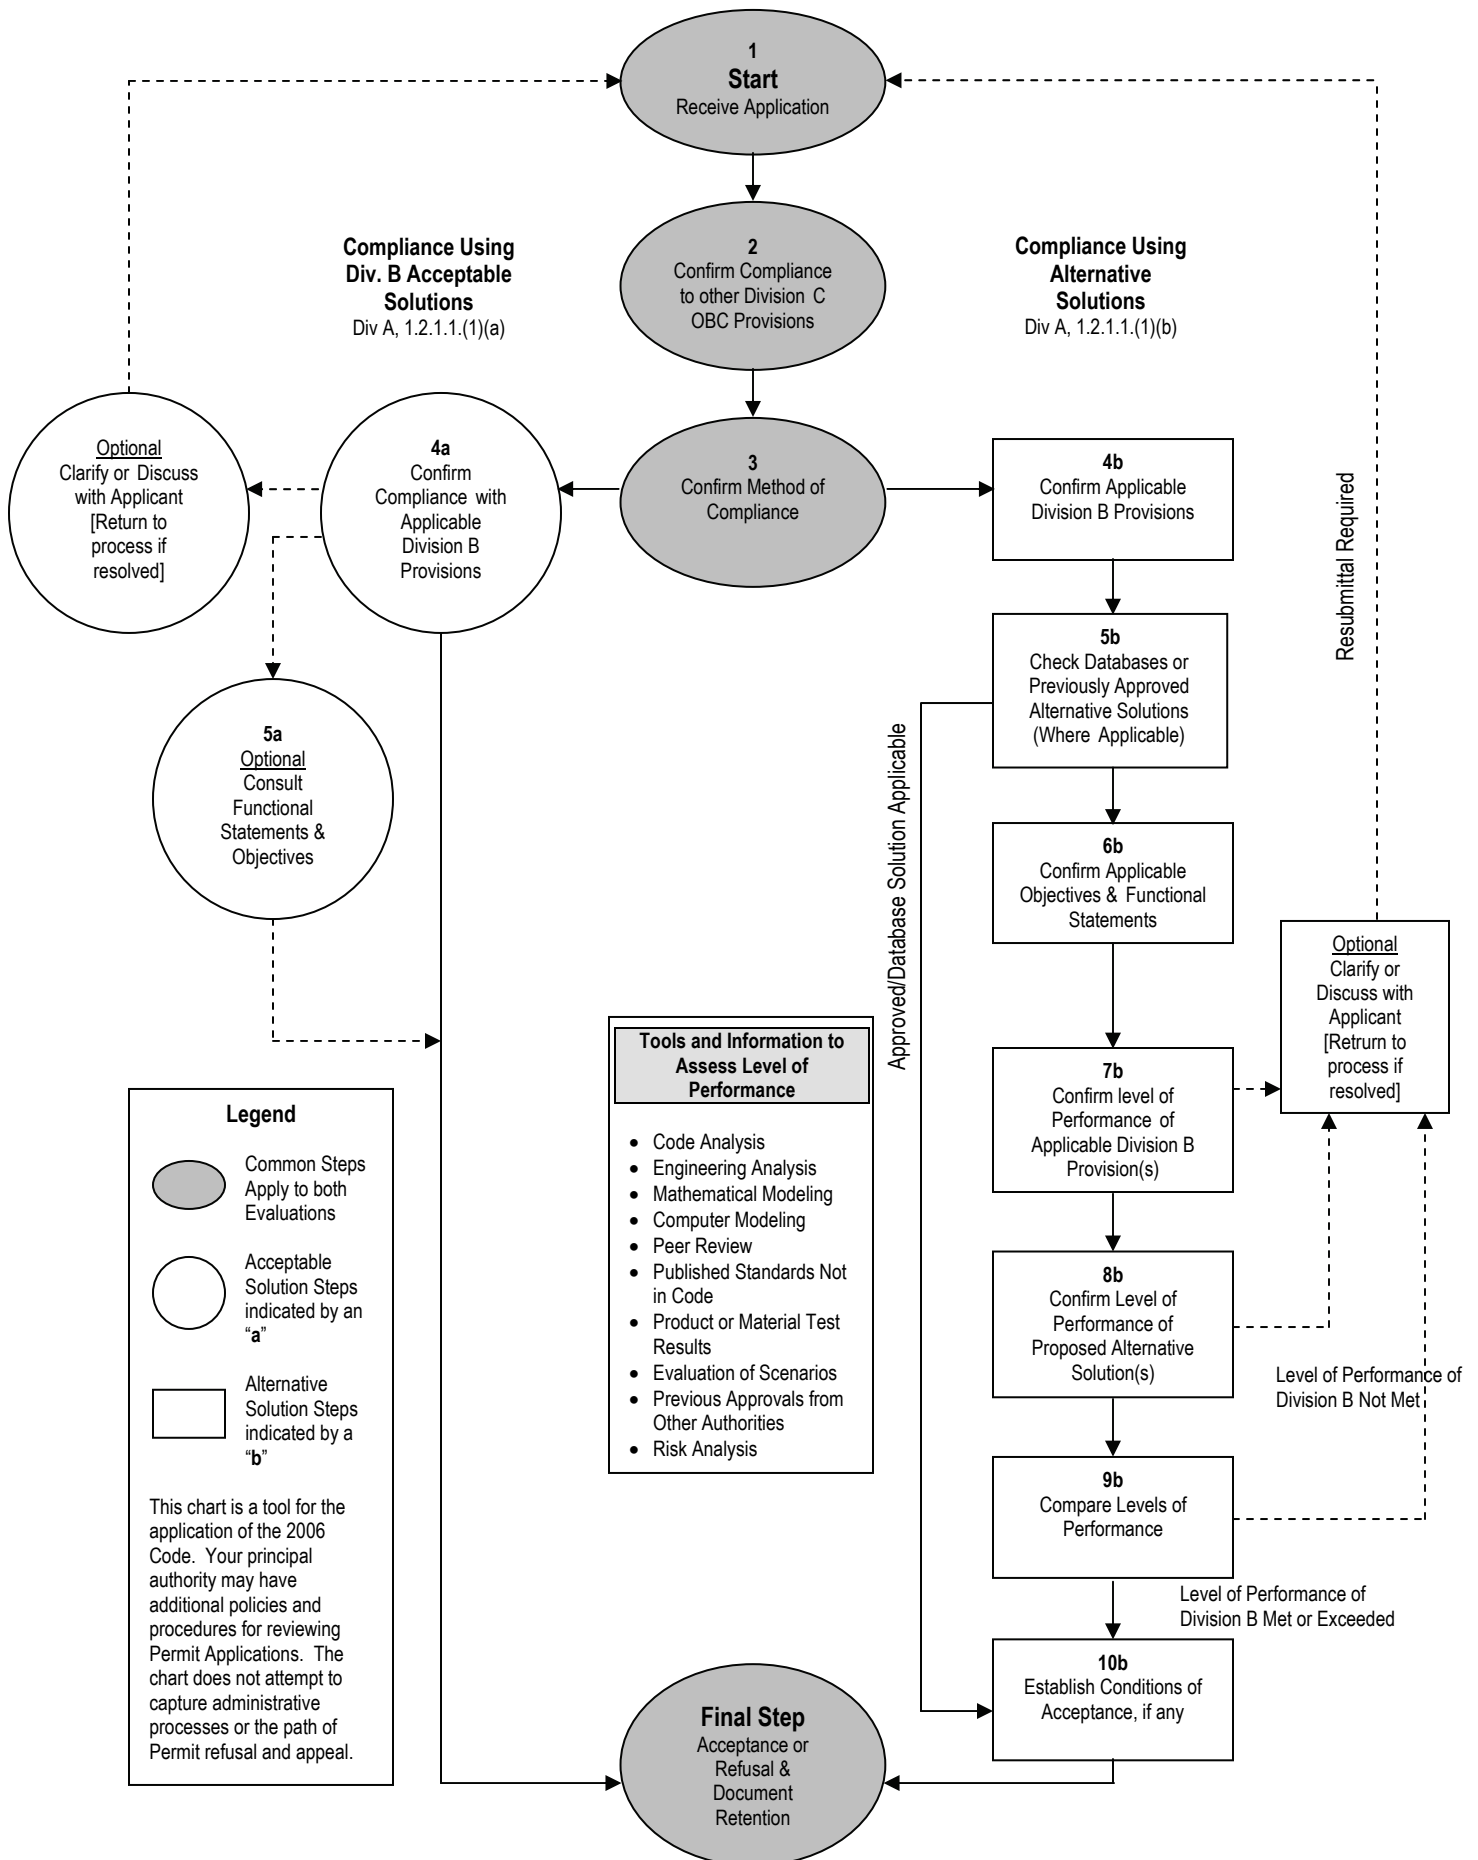 1
Start
Receive Application
Compliance Using
Div. B Acceptable
Solutions
Div A, 1.2.1.1.(1)(a)
2
Confirm Compliance
to other Division C
OBC Provisions
Compliance Using
Alternative
Solutions
Div A, 1.2.1.1.(1)(b)
Optional
Clarify or Discuss
with Applicant
[Return to
process if
resolved]
4a
Confirm
Compliance with
Applicable
Division B
Provisions
3
Confirm Method of
Compliance
4b
Confirm Applicable
Division B Provisions
Resubmittal Required
5a
Optional
Consult
Functional
Statements &
Objectives
5b
Check Databases or
Previously Approved
Alternative Solutions
(Where Applicable)
Approved/Database Solution Applicable
6b
Confirm Applicable
Objectives & Functional
Statements
Optional
Clarify or
Discuss with
Applicant
[Retrurn to
process if
resolved]
Tools and Information to
Assess Level of
Performance
• Code Analysis
• Engineering Analysis
• Mathematical Modeling
• Computer Modeling
• Peer Review
• Published Standards Not
in Code
• Product or Material Test
Results
• Evaluation of Scenarios
• Previous Approvals from
Other Authorities
• Risk Analysis
7b
Confirm level of
Performance of
Applicable Division B
Provision(s)
8b
Confirm Level of
Performance of
Proposed Alternative
Solution(s)
Level of Performance of
Division B Not Met
9b
Compare Levels of
Performance
Level of Performance of
Division B Met or Exceeded
10b
Establish Conditions of
Acceptance, if any
Legend
Common Steps
Apply to both
Evaluations
Acceptable
Solution Steps
indicated by an
“a”
Alternative
Solution Steps
indicated by a
“b”
This chart is a tool for the
application of the 2006
Code. Your principal
authority may have
additional policies and
procedures for reviewing
Permit Applications. The
chart does not attempt to
capture administrative
processes or the path of
Permit refusal and appeal.
Final Step
Acceptance or
Refusal &
Document
Retention